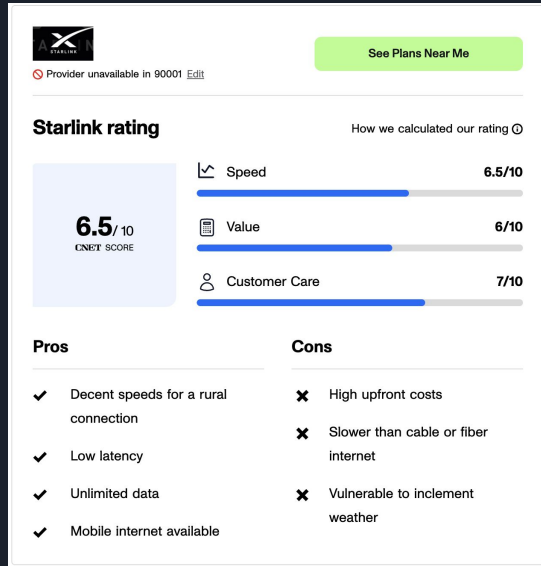 STARLINK
Provider unavailable in 90001 Edit
See Plans Near Me
Starlink rating
How we calculated our rating
6.5/ 10
CNET SCORE
Speed
6.5/10
Value
6/10
Customer Care
7/10
Pros
Decent speeds for a rural
connection
Low latency
Unlimited data
Mobile internet available
Cons
High upfront costs
Slower than cable or fiber
internet
Vulnerable to inclement
weather